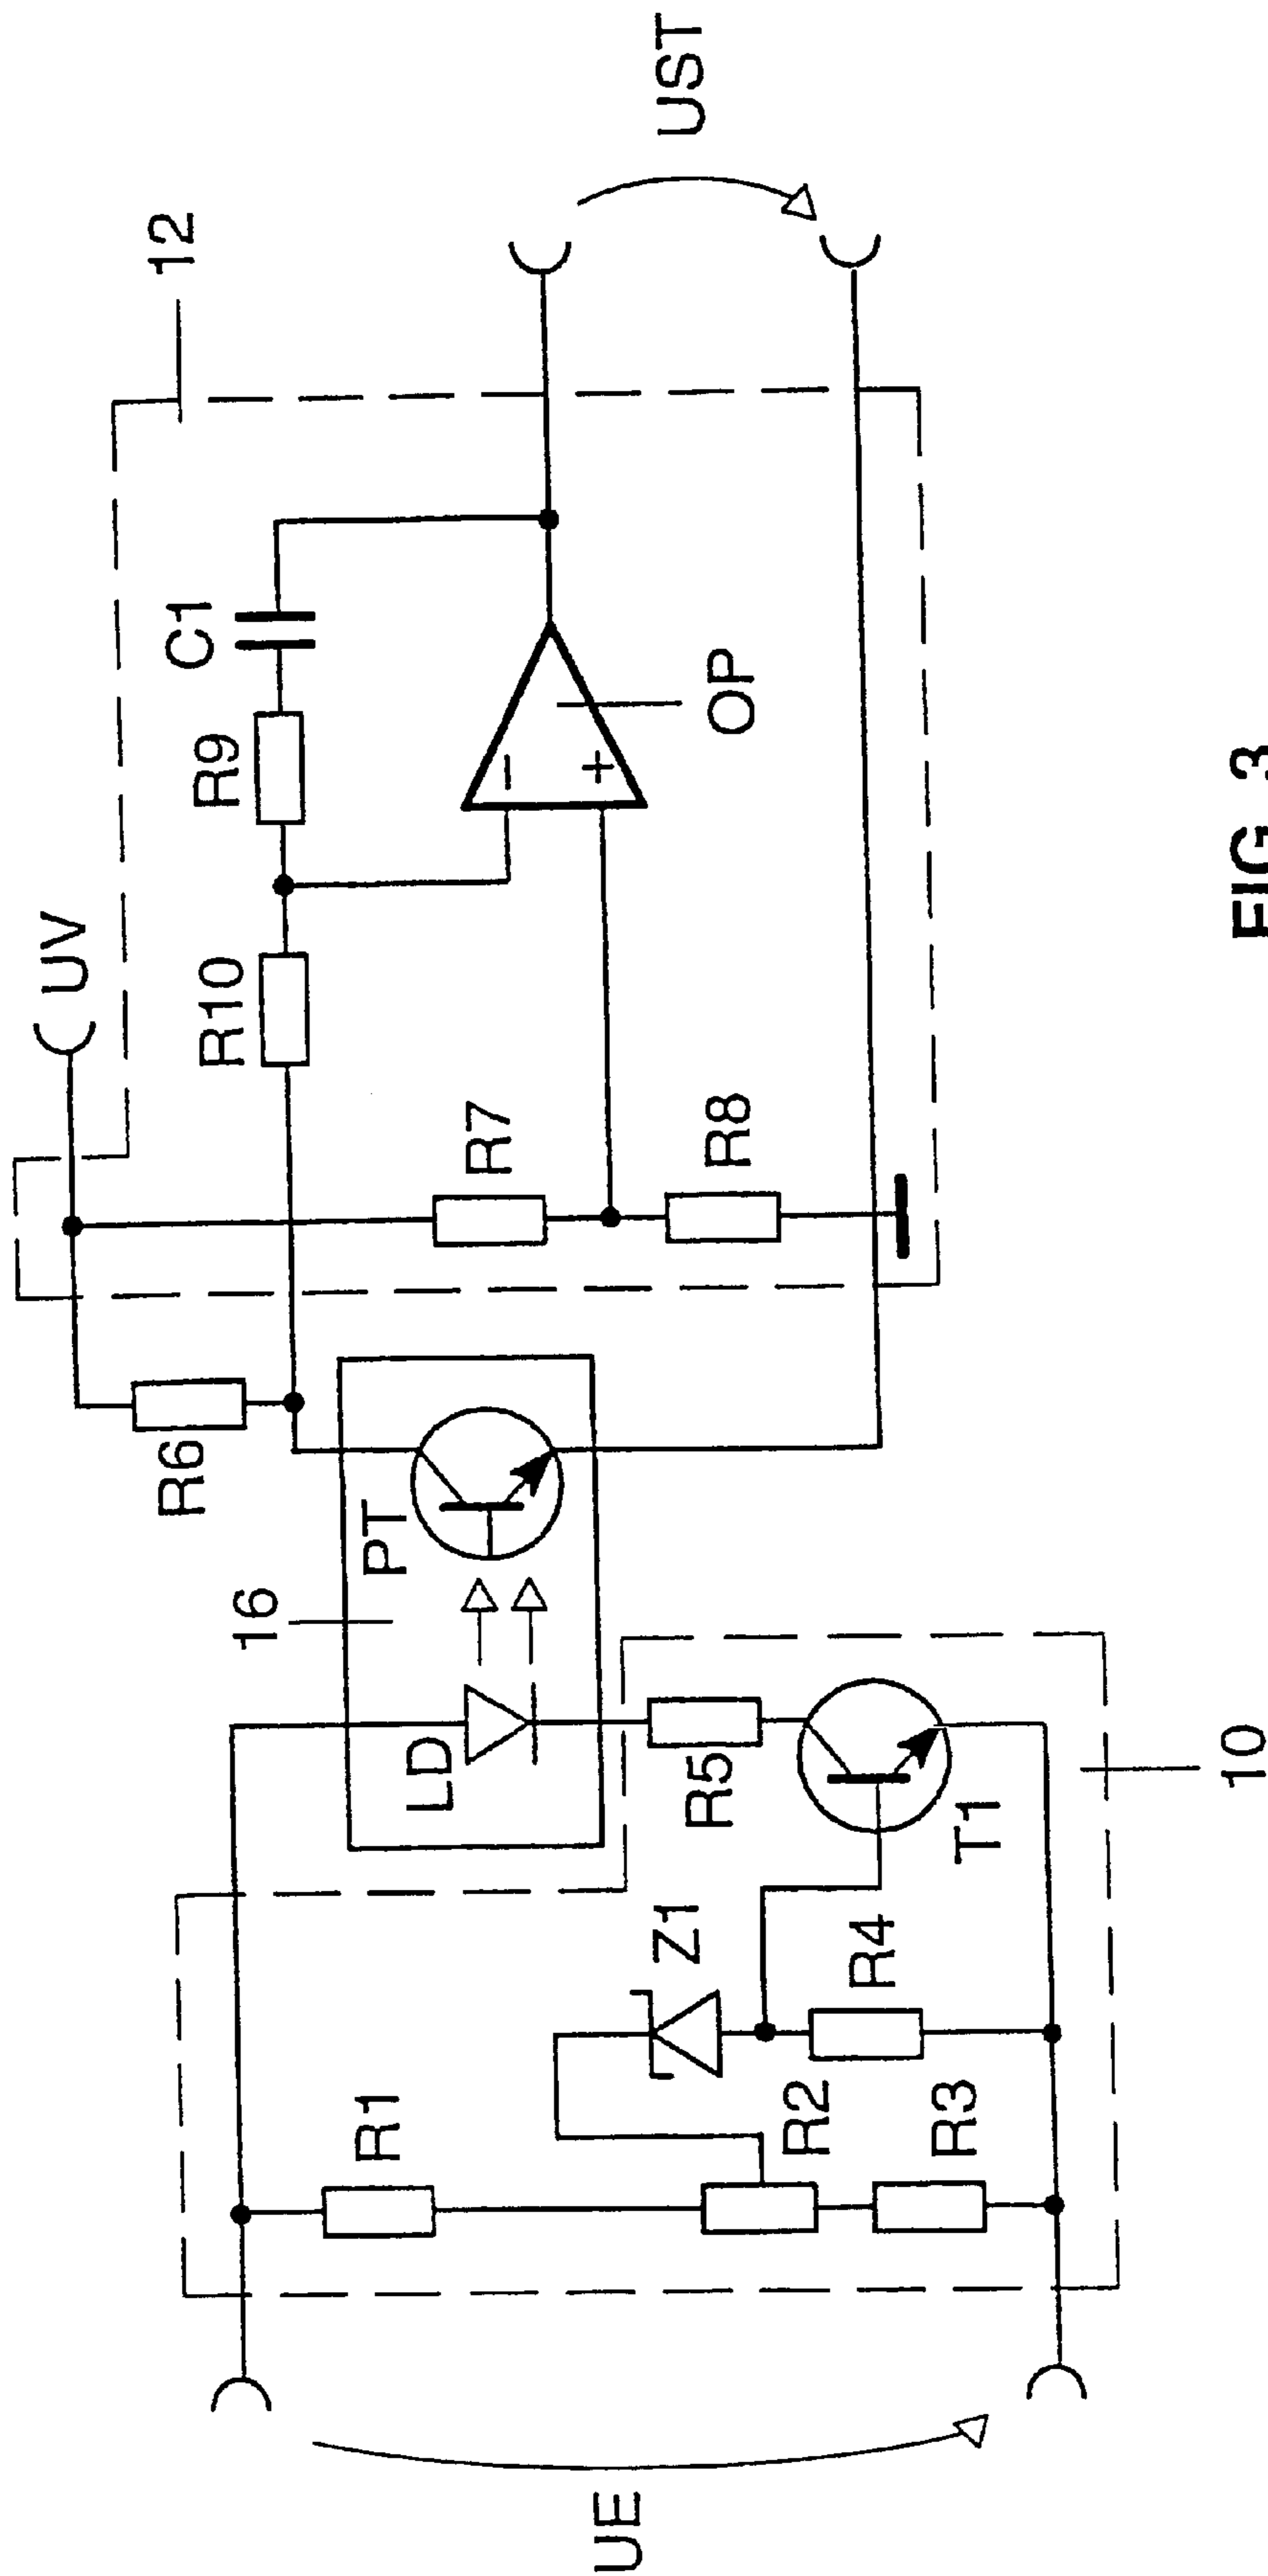 UE
UST
UV
12
16
10
R1
R2
R3
R4
R5
R6
R7
R8
R9
R10
C1
Z1
T1
LD
PT
OP
−
+
FIG 3